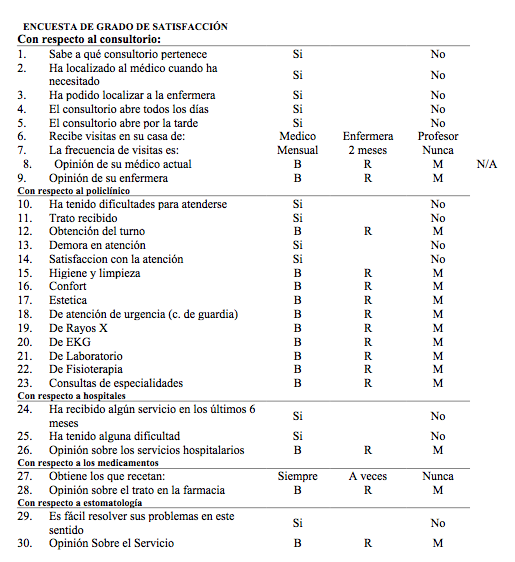 ENCUESTA DE GRADO DE SATISFACCIÓN
Con respecto al consultorio:
1. Sabe a qué consultorio pertenece Si No
2. Ha localizado al médico cuando ha
necesitado Si No
3. Ha podido localizar a la enfermera Si No
4. El consultorio abre todos los días Si No
5. El consultorio abre por la tarde Si No
6. Recibe visitas en su casa de: Medico Enfermera Profesor
7. La frecuencia de visitas es: Mensual 2 meses Nunca
8. Opinión de su médico actual B R M N/A
9. Opinión de su enfermera B R M
Con respecto al policlínico
10. Ha tenido dificultades para atenderse Si No
11. Trato recibido Si No
12. Obtención del turno B R M
13. Demora en atención Si No
14. Satisfaccion con la atención Si No
15. Higiene y limpieza B R M
16. Confort B R M
17. Estetica B R M
18. De atención de urgencia (c. de guardia) B R M
19. De Rayos X B R M
20. De EKG B R M
21. De Laboratorio B R M
22. De Fisioterapia B R M
23. Consultas de especialidades B R M
Con respecto a hospitales
24. Ha recibido algún servicio en los últimos 6
meses Si No
25. Ha tenido alguna dificultad Si No
26. Opinión sobre los servicios hospitalarios B R M
Con respecto a los medicamentos
27. Obtiene los que recetan: Siempre A veces Nunca
28. Opinión sobre el trato en la farmacia B R M
Con respecto a estomatología
29. Es fácil resolver sus problemas en este
sentido Si No
30. Opinión Sobre el Servicio B R M